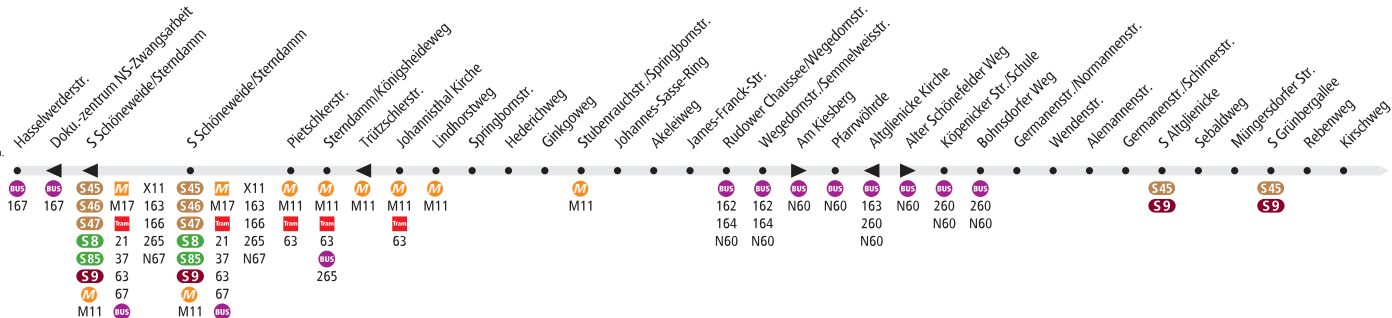 Hasselwerderstr.
Doku.-Zentrum NS-Zwangsarbeit
S Schöneweide/Sterndamm
S Schöneweide/Sterndamm
Pietschkerstr.
Sterndamm/Königsheideweg
Trützschlerstr.
Johannisthal Kirche
Lindhorstweg
Springbornstr.
Hederichweg
Ginkgoweg
Stubenrauchstr./Springbornstr.
Johannes-Sasse-Ring
Akeleiweg
James-Franck-Str.
Rudower Chaussee/Wegedornstr.
Wegedornstr./Semmelweisstr.
Am Kiesberg
Pfarrwöhrde
Altglienicke Kirche
Alter Schönefelder Weg
Köpenicker Str./Schule
Bohnsdorfer Weg
Germanenstr./Normannenstr.
Wendenstr.
Alemannenstr.
Germanenstr./Schirnerstr.
S Altglienicke
Sebaldweg
Müngersdorfer Str.
S Grünbergallee
Rebenweg
Kirschweg
BUS BUS S45 M X11 S45 M X11 M M M M M M BUS BUS BUS BUS BUS BUS BUS BUS S45 S45
167 167 S46 M17 163 S46 M17 163 M11 M11 M11 M11 M11 M11 162 162 N60 N60 163 N60 260 260 S9 S9
S47 Tram 166 S47 Tram 166 Tram Tram Tram 164 164 260 N60 N60
S8 21 265 S8 21 265 63 63 63 N60 N60 N60
S85 37 N67 S85 37 N67 BUS
S9 63 S9 63 265
M 67 M 67
M11 BUS M11 BUS